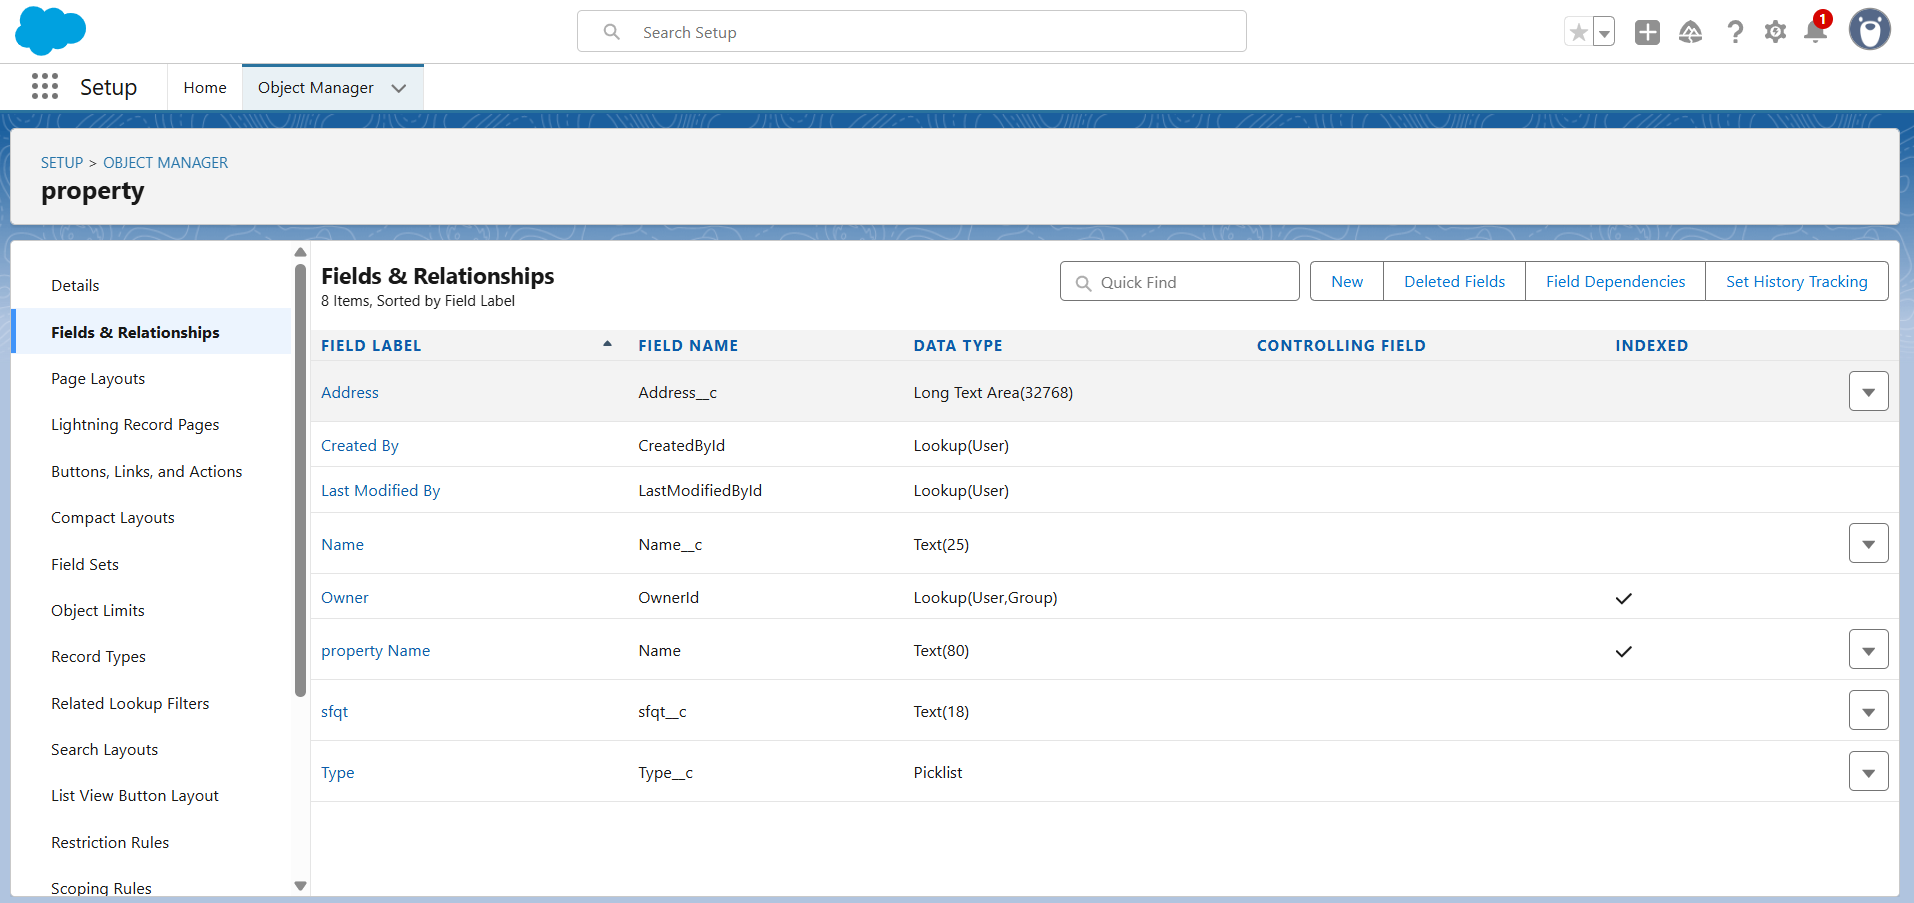 Search Setup
1
Setup
Home
Object Manager
SETUP > OBJECT MANAGER
property
Details
Fields & Relationships
Page Layouts
Lightning Record Pages
Buttons, Links, and Actions
Compact Layouts
Field Sets
Object Limits
Record Types
Related Lookup Filters
Search Layouts
List View Button Layout
Restriction Rules
Scoping Rules
Fields & Relationships
8 Items, Sorted by Field Label
Quick Find
New
Deleted Fields
Field Dependencies
Set History Tracking
FIELD LABEL FIELD NAME DATA TYPE CONTROLLING FIELD INDEXED
Address Address__c Long Text Area(32768)
Created By CreatedById Lookup(User)
Last Modified By LastModifiedById Lookup(User)
Name Name__c Text(25)
Owner OwnerId Lookup(User,Group)
property Name Name Text(80)
sfqt sfqt__c Text(18)
Type Type__c Picklist